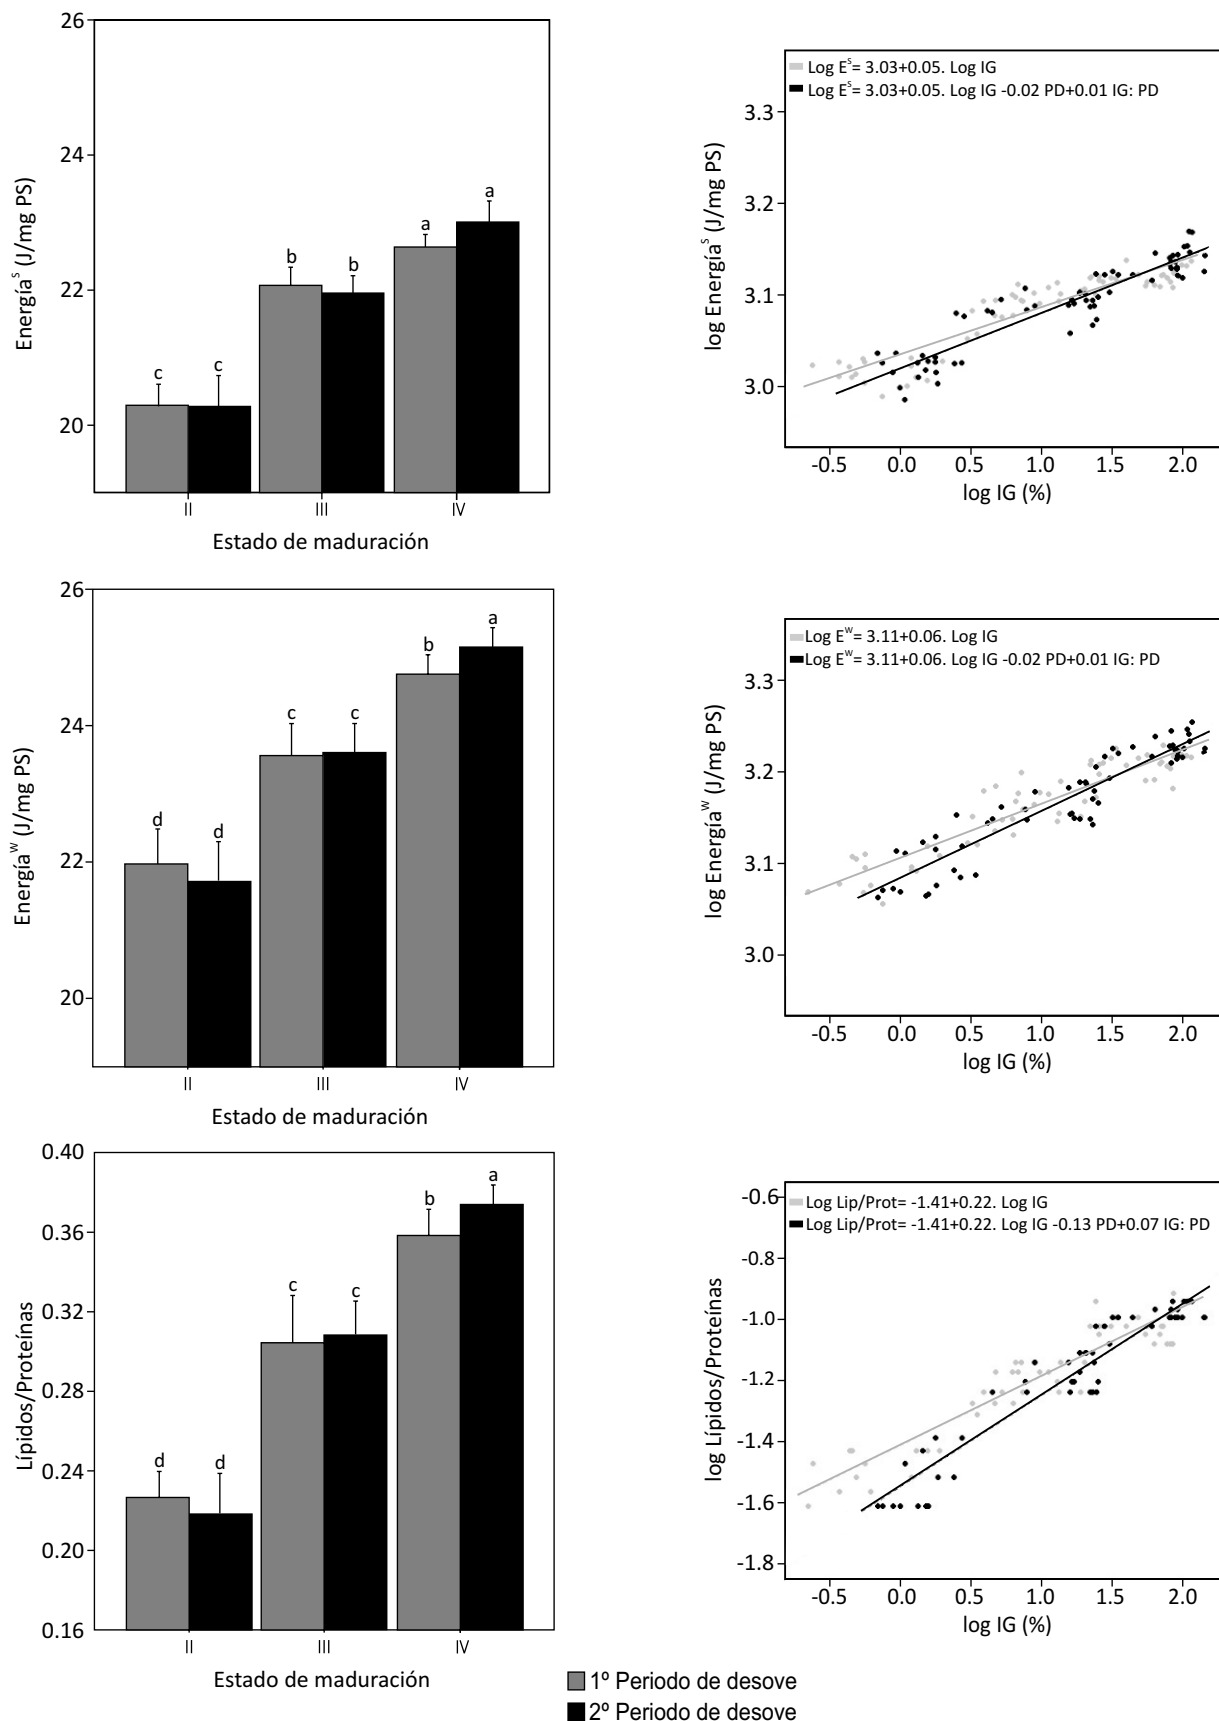 26
24
22
20
Energía^s (J/mg PS)
c
c
b
b
a
a
II
III
IV
Estado de maduración
Log E^s= 3.03+0.05. Log IG
Log E^s= 3.03+0.05. Log IG -0.02 PD+0.01 IG: PD
3.3
3.2
3.1
3.0
log Energía^s (J/mg PS)
-0.5 0.0 0.5 1.0 1.5 2.0
log IG (%)
26
24
22
20
Energía^w (J/mg PS)
d
d
c
c
b
a
II
III
IV
Estado de maduración
Log E^w= 3.11+0.06. Log IG
Log E^w= 3.11+0.06. Log IG -0.02 PD+0.01 IG: PD
3.3
3.2
3.1
3.0
log Energía^w (J/mg PS)
-0.5 0.0 0.5 1.0 1.5 2.0
log IG (%)
0.40
0.36
0.32
0.28
0.24
0.20
0.16
Lípidos/Proteínas
d
d
c
c
b
a
II
III
IV
Estado de maduración
Log Lip/Prot= -1.41+0.22. Log IG
Log Lip/Prot= -1.41+0.22. Log IG -0.13 PD+0.07 IG: PD
-0.6
-0.8
-1.0
-1.2
-1.4
-1.6
-1.8
log Lípidos/Proteínas
-0.5 0.0 0.5 1.0 1.5 2.0
log IG (%)
1º Periodo de desove
2º Periodo de desove